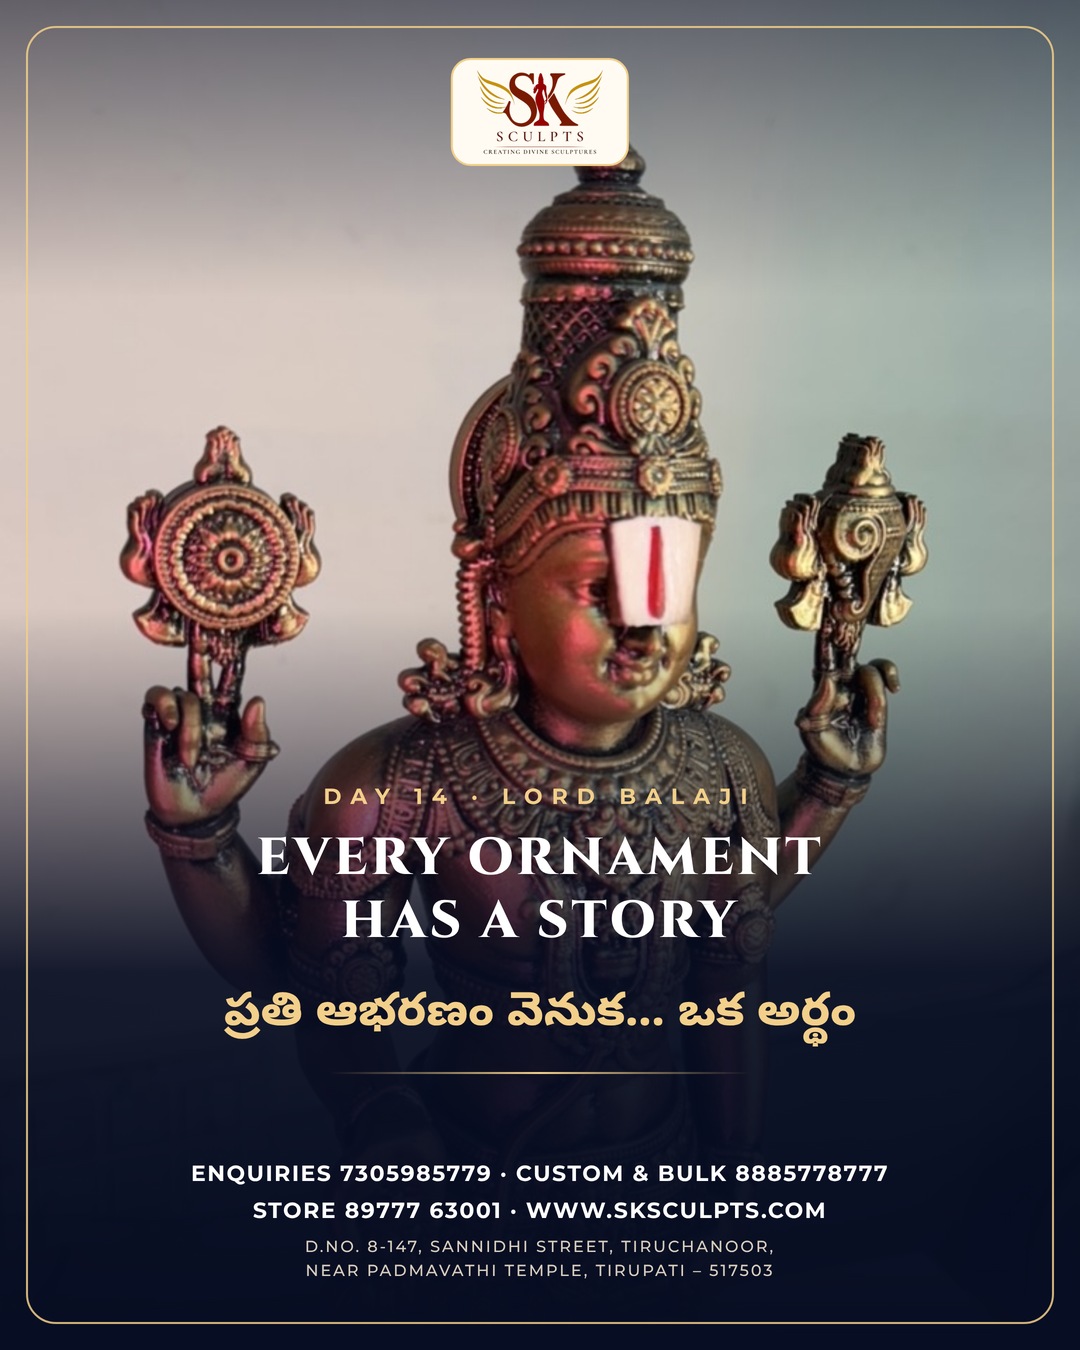 SK
SCULPTS
CREATING DIVINE SCULPTURES
DAY 14 · LORD BALAJI
EVERY ORNAMENT
HAS A STORY
ప్రతి ఆభరణం వెనుక... ఒక అర్థం
ENQUIRIES 7305985779 · CUSTOM & BULK 8885778777
STORE 89777 63001 · WWW.SKSCULPTS.COM
D.NO. 8-147, SANNIDHI STREET, TIRUCHANOOR,
NEAR PADMAVATHI TEMPLE, TIRUPATI – 517503